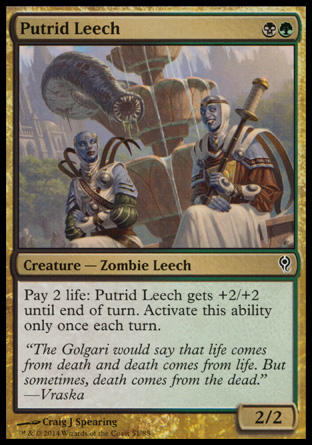 Putrid Leech
Creature — Zombie Leech
Pay 2 life: Putrid Leech gets +2/+2
until end of turn. Activate this ability
only once each turn.
“The Golgari would say that life comes
from death and death comes from life. But
sometimes, death comes from the dead.”
—Vraska
Craig J Spearing
™ & © 2014 Wizards of the Coast 51/88
2/2